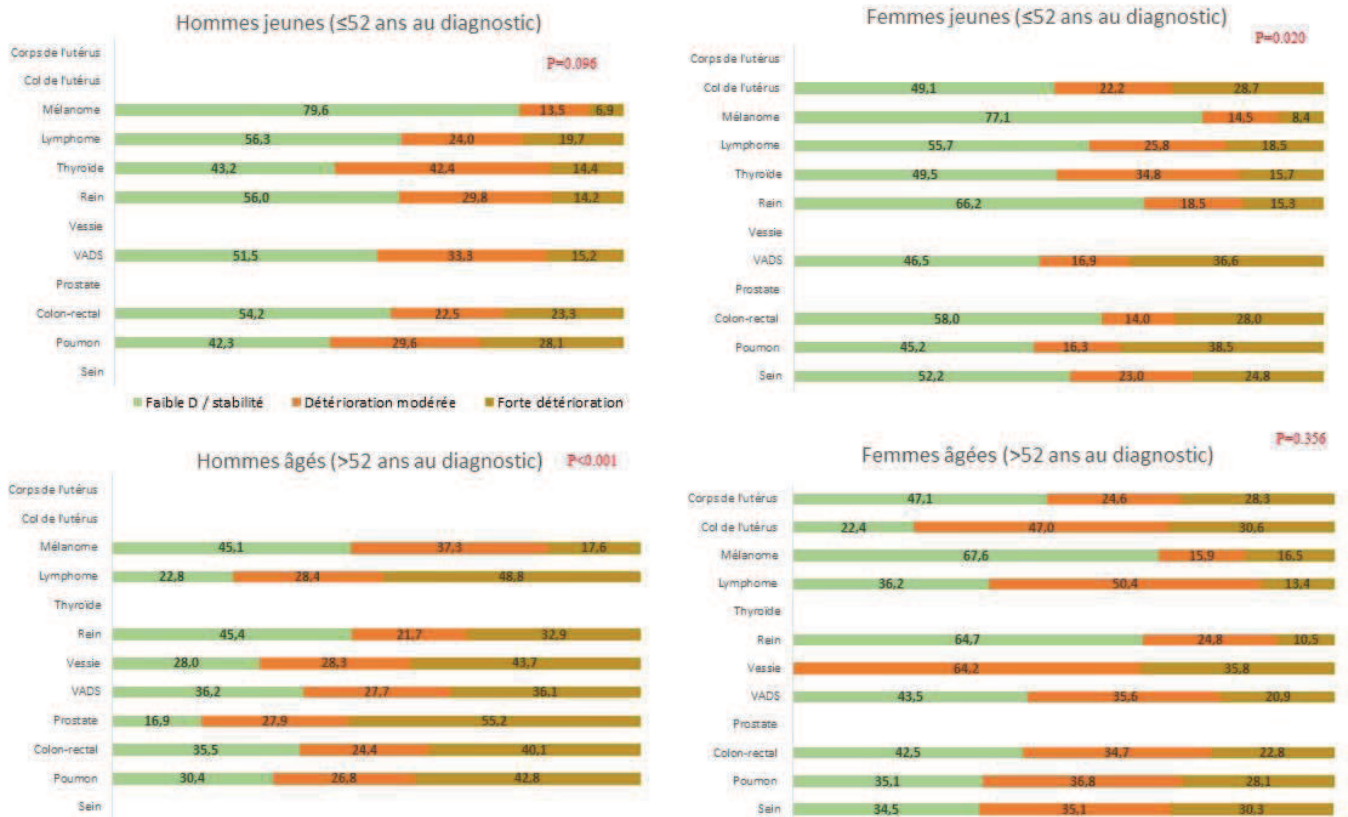 Hommes jeunes (≤52 ans au diagnostic)
P=0.096
Corps de l'utérus
Col de l'utérus
Mélanome 79,6 13,5 6,9
Lymphome 56,3 24,0 19,7
Thyroïde 43,2 42,4 14,4
Rein 56,0 29,8 14,2
Vessie
VADS 51,5 33,3 15,2
Prostate
Colon-rectal 54,2 22,5 23,3
Poumon 42,3 29,6 28,1
Sein
Faible D / stabilité Détérioration modérée Forte détérioration
Femmes jeunes (≤52 ans au diagnostic)
P=0.020
Corps de l'utérus
Col de l'utérus 49,1 22,2 28,7
Mélanome 77,1 14,5 8,4
Lymphome 55,7 25,8 18,5
Thyroïde 49,5 34,8 15,7
Rein 66,2 18,5 15,3
Vessie
VADS 46,5 16,9 36,6
Prostate
Colon-rectal 58,0 14,0 28,0
Poumon 45,2 16,3 38,5
Sein 52,2 23,0 24,8
Hommes âgés (>52 ans au diagnostic) P<0.001
Corps de l'utérus
Col de l'utérus
Mélanome 45,1 37,3 17,6
Lymphome 22,8 28,4 48,8
Thyroïde
Rein 45,4 21,7 32,9
Vessie 28,0 28,3 43,7
VADS 36,2 27,7 36,1
Prostate 16,9 27,9 55,2
Colon-rectal 35,5 24,4 40,1
Poumon 30,4 26,8 42,8
Sein
P=0.356
Femmes âgées (>52 ans au diagnostic)
Corps de l'utérus 47,1 24,6 28,3
Col de l'utérus 22,4 47,0 30,6
Mélanome 67,6 15,9 16,5
Lymphome 36,2 50,4 13,4
Thyroïde
Rein 64,7 24,8 10,5
Vessie 64,2 35,8
VADS 43,5 35,6 20,9
Prostate
Colon-rectal 42,5 34,7 22,8
Poumon 35,1 36,8 28,1
Sein 34,5 35,1 30,3